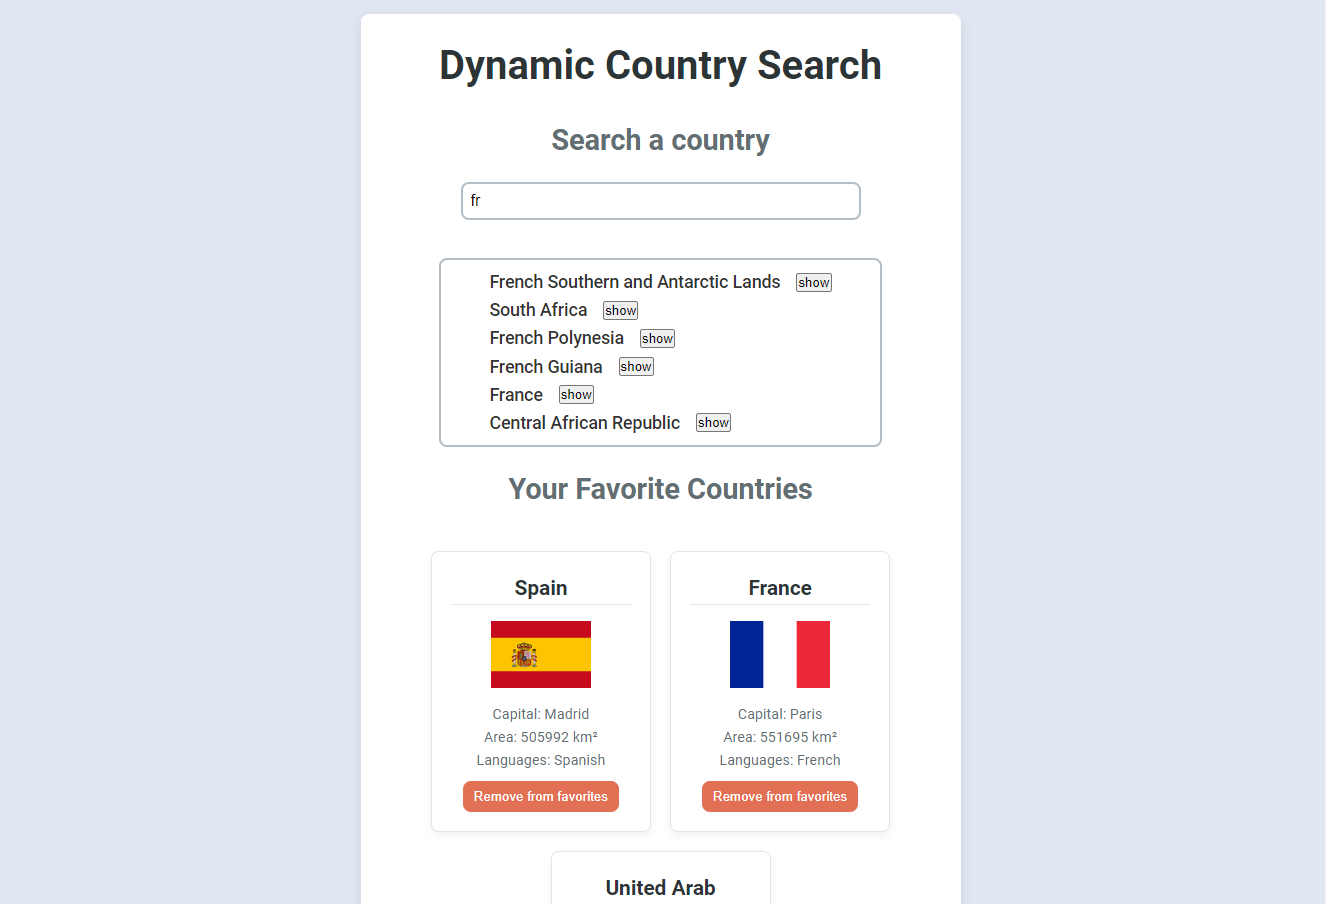 Dynamic Country Search
Search a country
fr
French Southern and Antarctic Lands show
South Africa show
French Polynesia show
French Guiana show
France show
Central African Republic show
Your Favorite Countries
Spain
Capital: Madrid
Area: 505992 km²
Languages: Spanish
Remove from favorites
France
Capital: Paris
Area: 551695 km²
Languages: French
Remove from favorites
United Arab